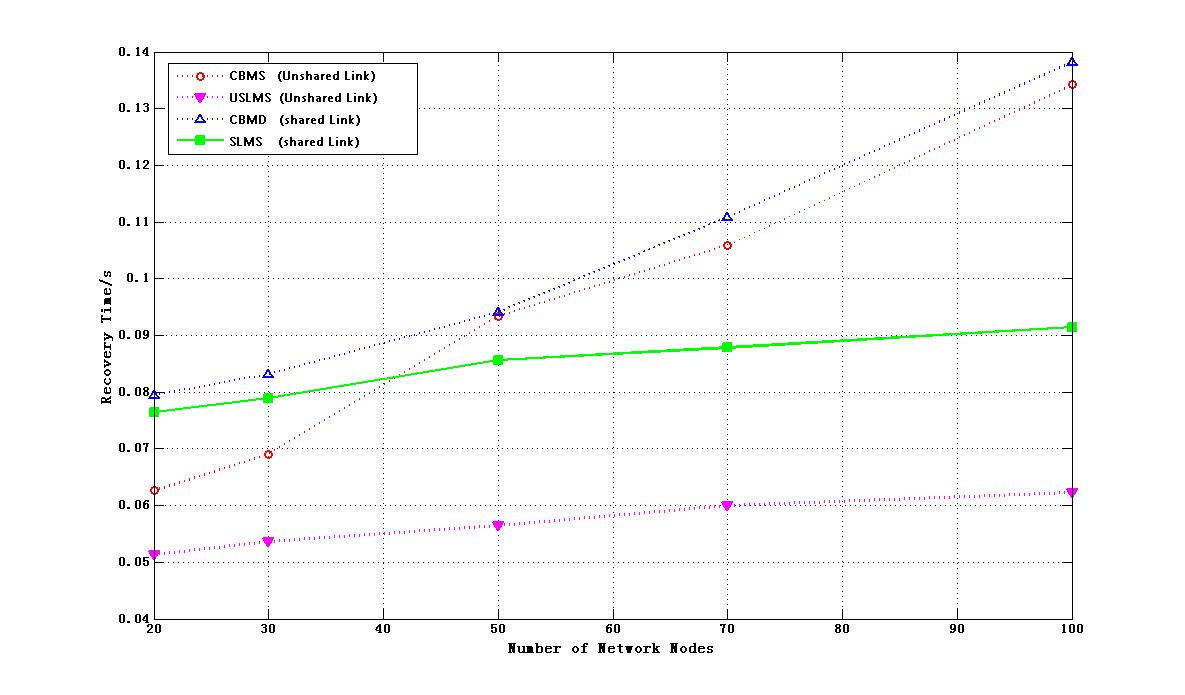 0.14
CBMS (Unshared Link)
USLMS (Unshared Link)
CBMD (shared Link)
SLMS (shared Link)
0.13
0.12
0.11
0.1
0.09
0.08
0.07
0.06
0.05
0.04
Recovery Time/s
20 30 40 50 60 70 80 90 100
Number of Network Nodes